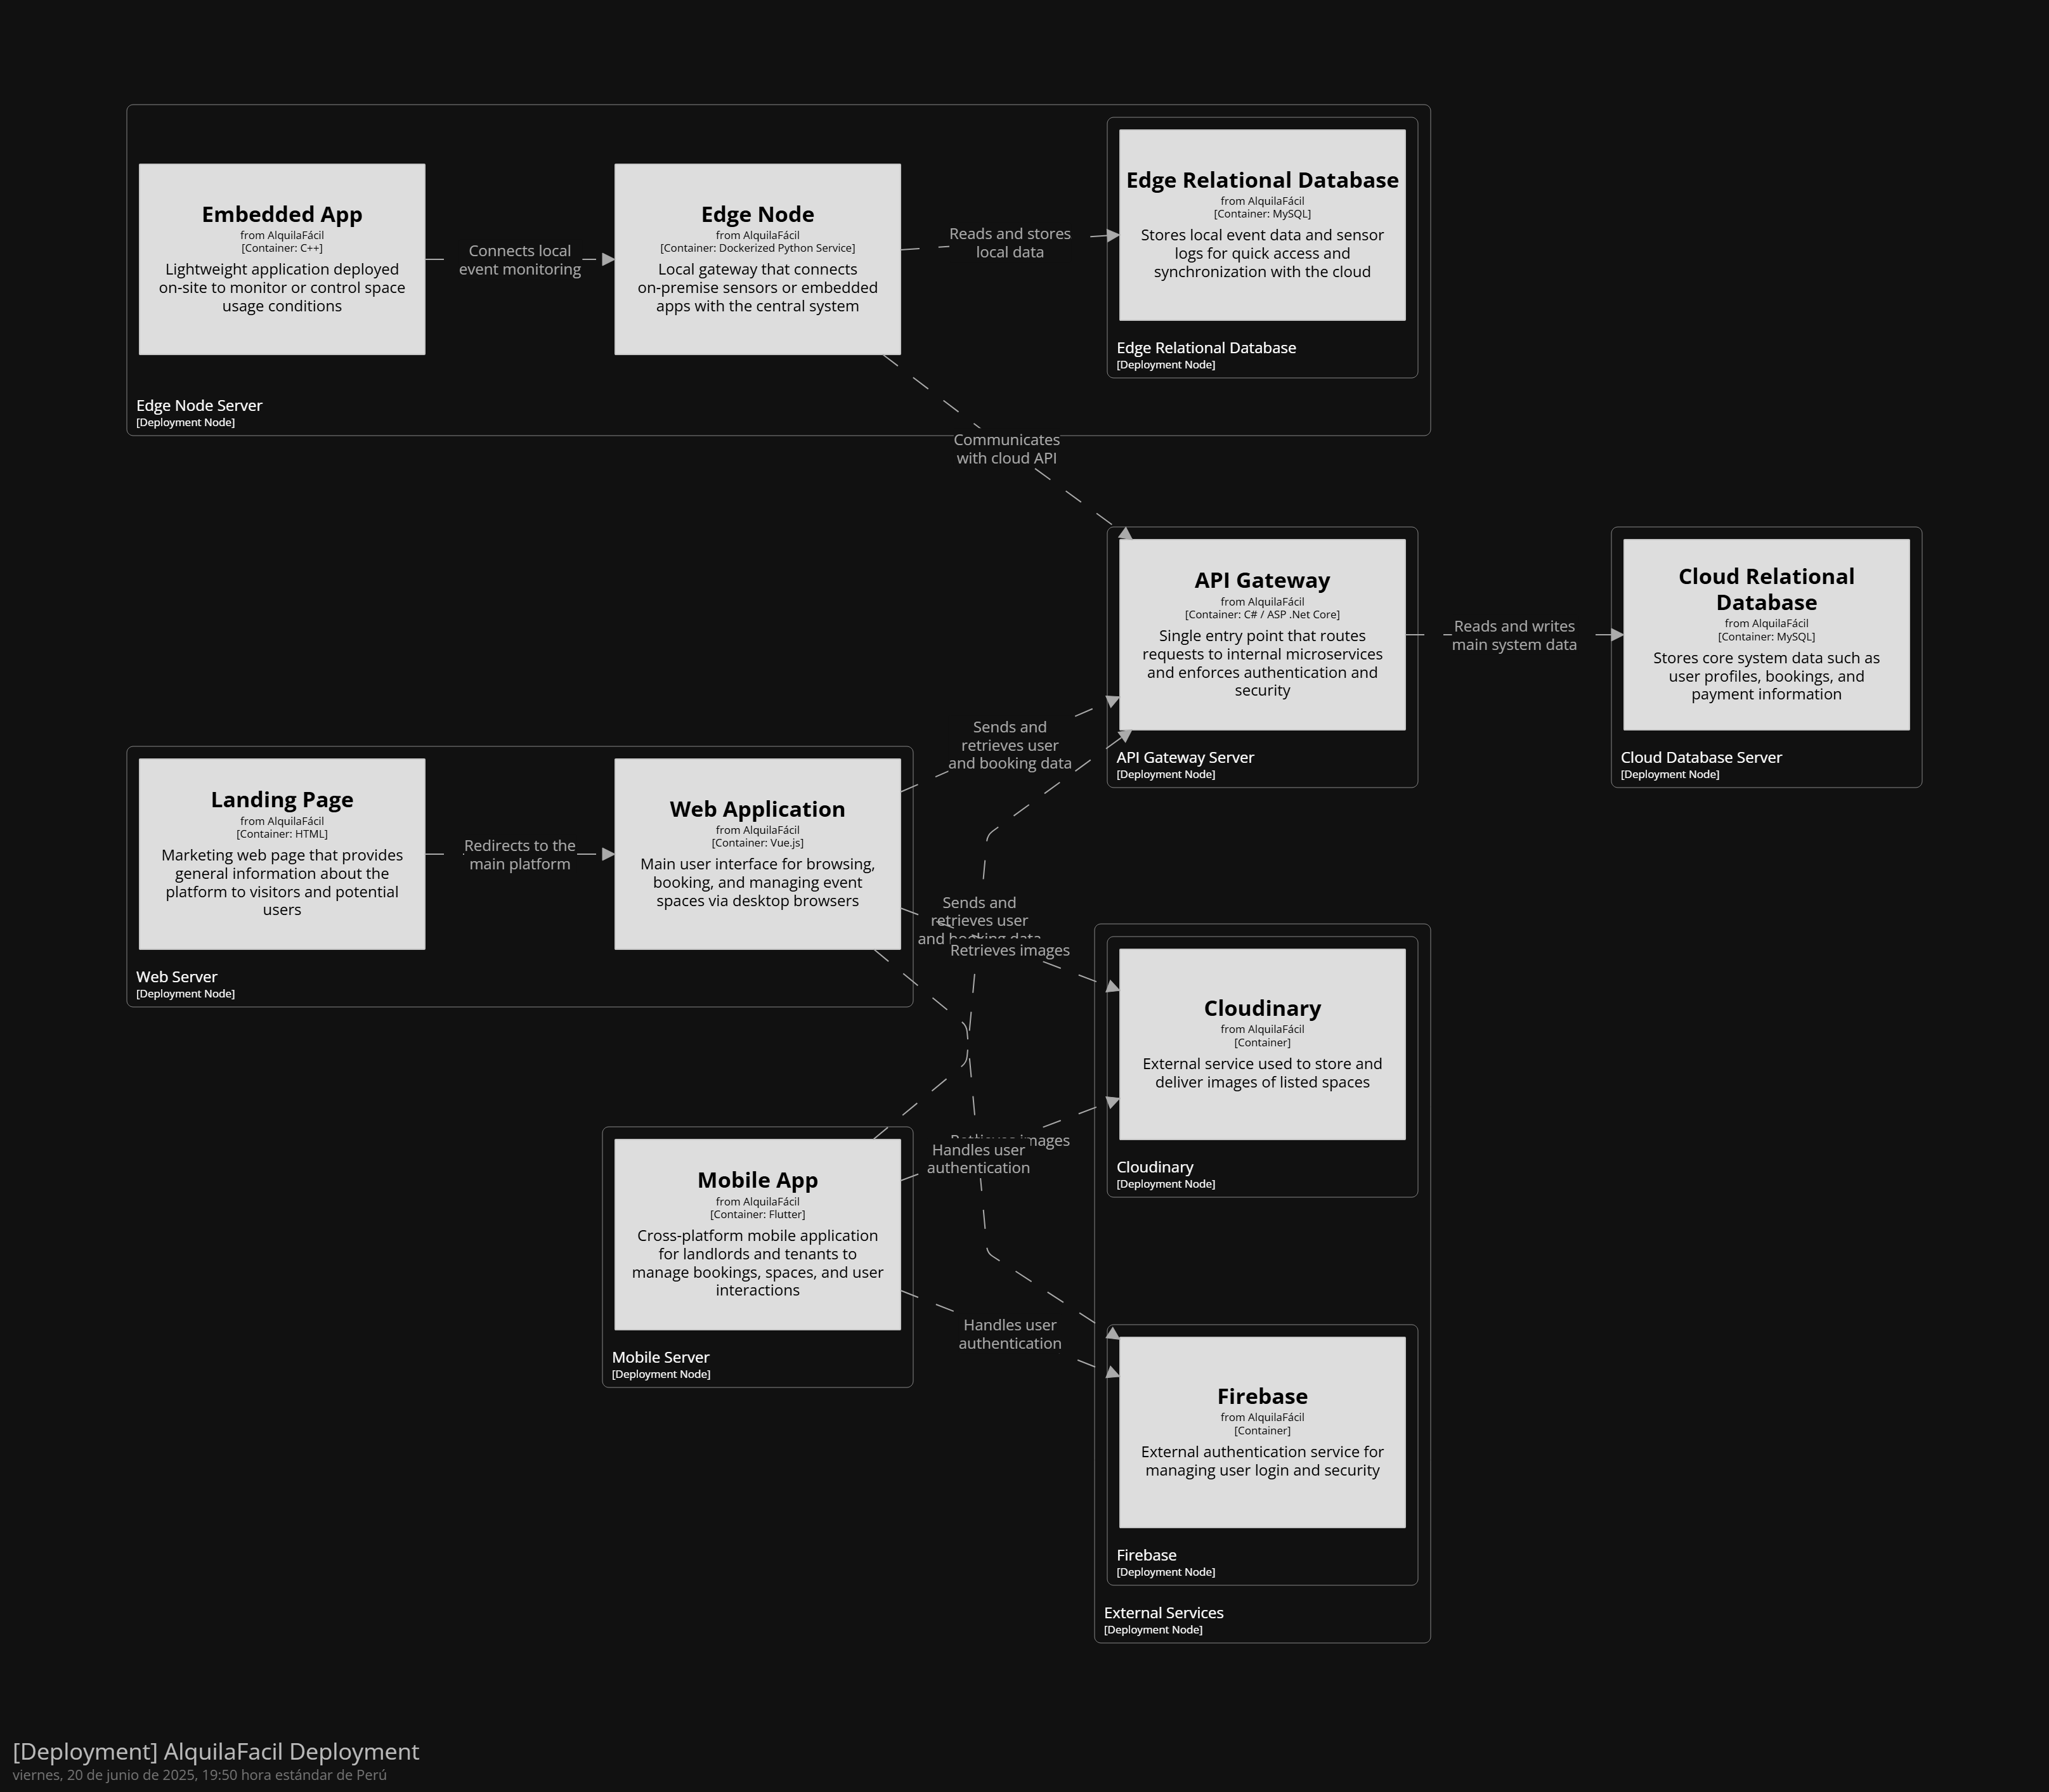 Embedded App
from AlquilaFácil
[Container: C++]
Lightweight application deployed
on-site to monitor or control space
usage conditions
Connects local
event monitoring
Edge Node
from AlquilaFácil
[Container: Dockerized Python Service]
Local gateway that connects
on-premise sensors or embedded
apps with the central system
Reads and stores
local data
Edge Relational Database
from AlquilaFácil
[Container: MySQL]
Stores local event data and sensor
logs for quick access and
synchronization with the cloud
Edge Relational Database
[Deployment Node]
Edge Node Server
[Deployment Node]
Communicates
with cloud API
API Gateway
from AlquilaFácil
[Container: C# / ASP .Net Core]
Single entry point that routes
requests to internal microservices
and enforces authentication and
security
API Gateway Server
[Deployment Node]
Reads and writes
main system data
Cloud Relational
Database
from AlquilaFácil
[Container: MySQL]
Stores core system data such as
user profiles, bookings, and
payment information
Cloud Database Server
[Deployment Node]
Sends and
retrieves user
and booking data
Landing Page
from AlquilaFácil
[Container: HTML]
Marketing web page that provides
general information about the
platform to visitors and potential
users
Redirects to the
main platform
Web Application
from AlquilaFácil
[Container: Vue.js]
Main user interface for browsing,
booking, and managing event
spaces via desktop browsers
Web Server
[Deployment Node]
Sends and
retrieves user
and booking data
Retrieves images
Cloudinary
from AlquilaFácil
[Container]
External service used to store and
deliver images of listed spaces
Cloudinary
[Deployment Node]
Retrieves images
Handles user
authentication
Mobile App
from AlquilaFácil
[Container: Flutter]
Cross-platform mobile application
for landlords and tenants to
manage bookings, spaces, and user
interactions
Mobile Server
[Deployment Node]
Handles user
authentication
Firebase
from AlquilaFácil
[Container]
External authentication service for
managing user login and security
Firebase
[Deployment Node]
External Services
[Deployment Node]
[Deployment] AlquilaFacil Deployment
viernes, 20 de junio de 2025, 19:50 hora estándar de Perú